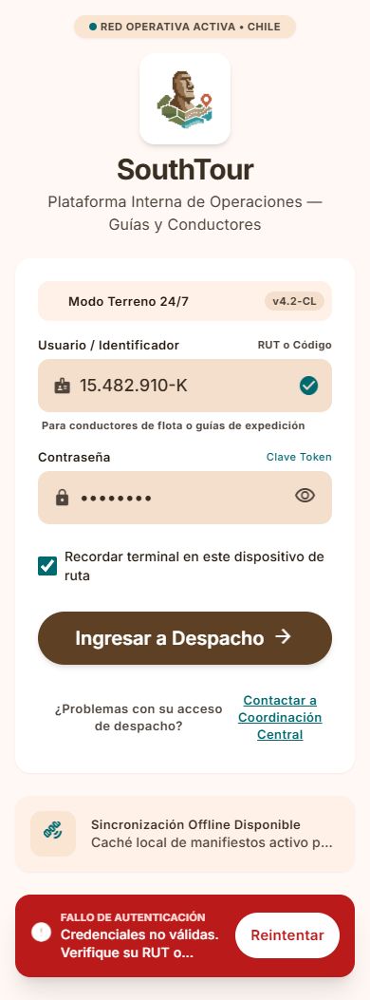 RED OPERATIVA ACTIVA • CHILE
SouthTour
Plataforma Interna de Operaciones —
Guías y Conductores
Modo Terreno 24/7
v4.2-CL
Usuario / Identificador
RUT o Código
15.482.910-K
Para conductores de flota o guías de expedición
Contraseña
Clave Token
••••••••
Recordar terminal en este dispositivo de
ruta
Ingresar a Despacho →
¿Problemas con su acceso
de despacho?
Contactar a
Coordinación
Central
Sincronización Offline Disponible
Caché local de manifiestos activo p...
FALLO DE AUTENTICACIÓN
Credenciales no válidas.
Verifique su RUT o...
Reintentar